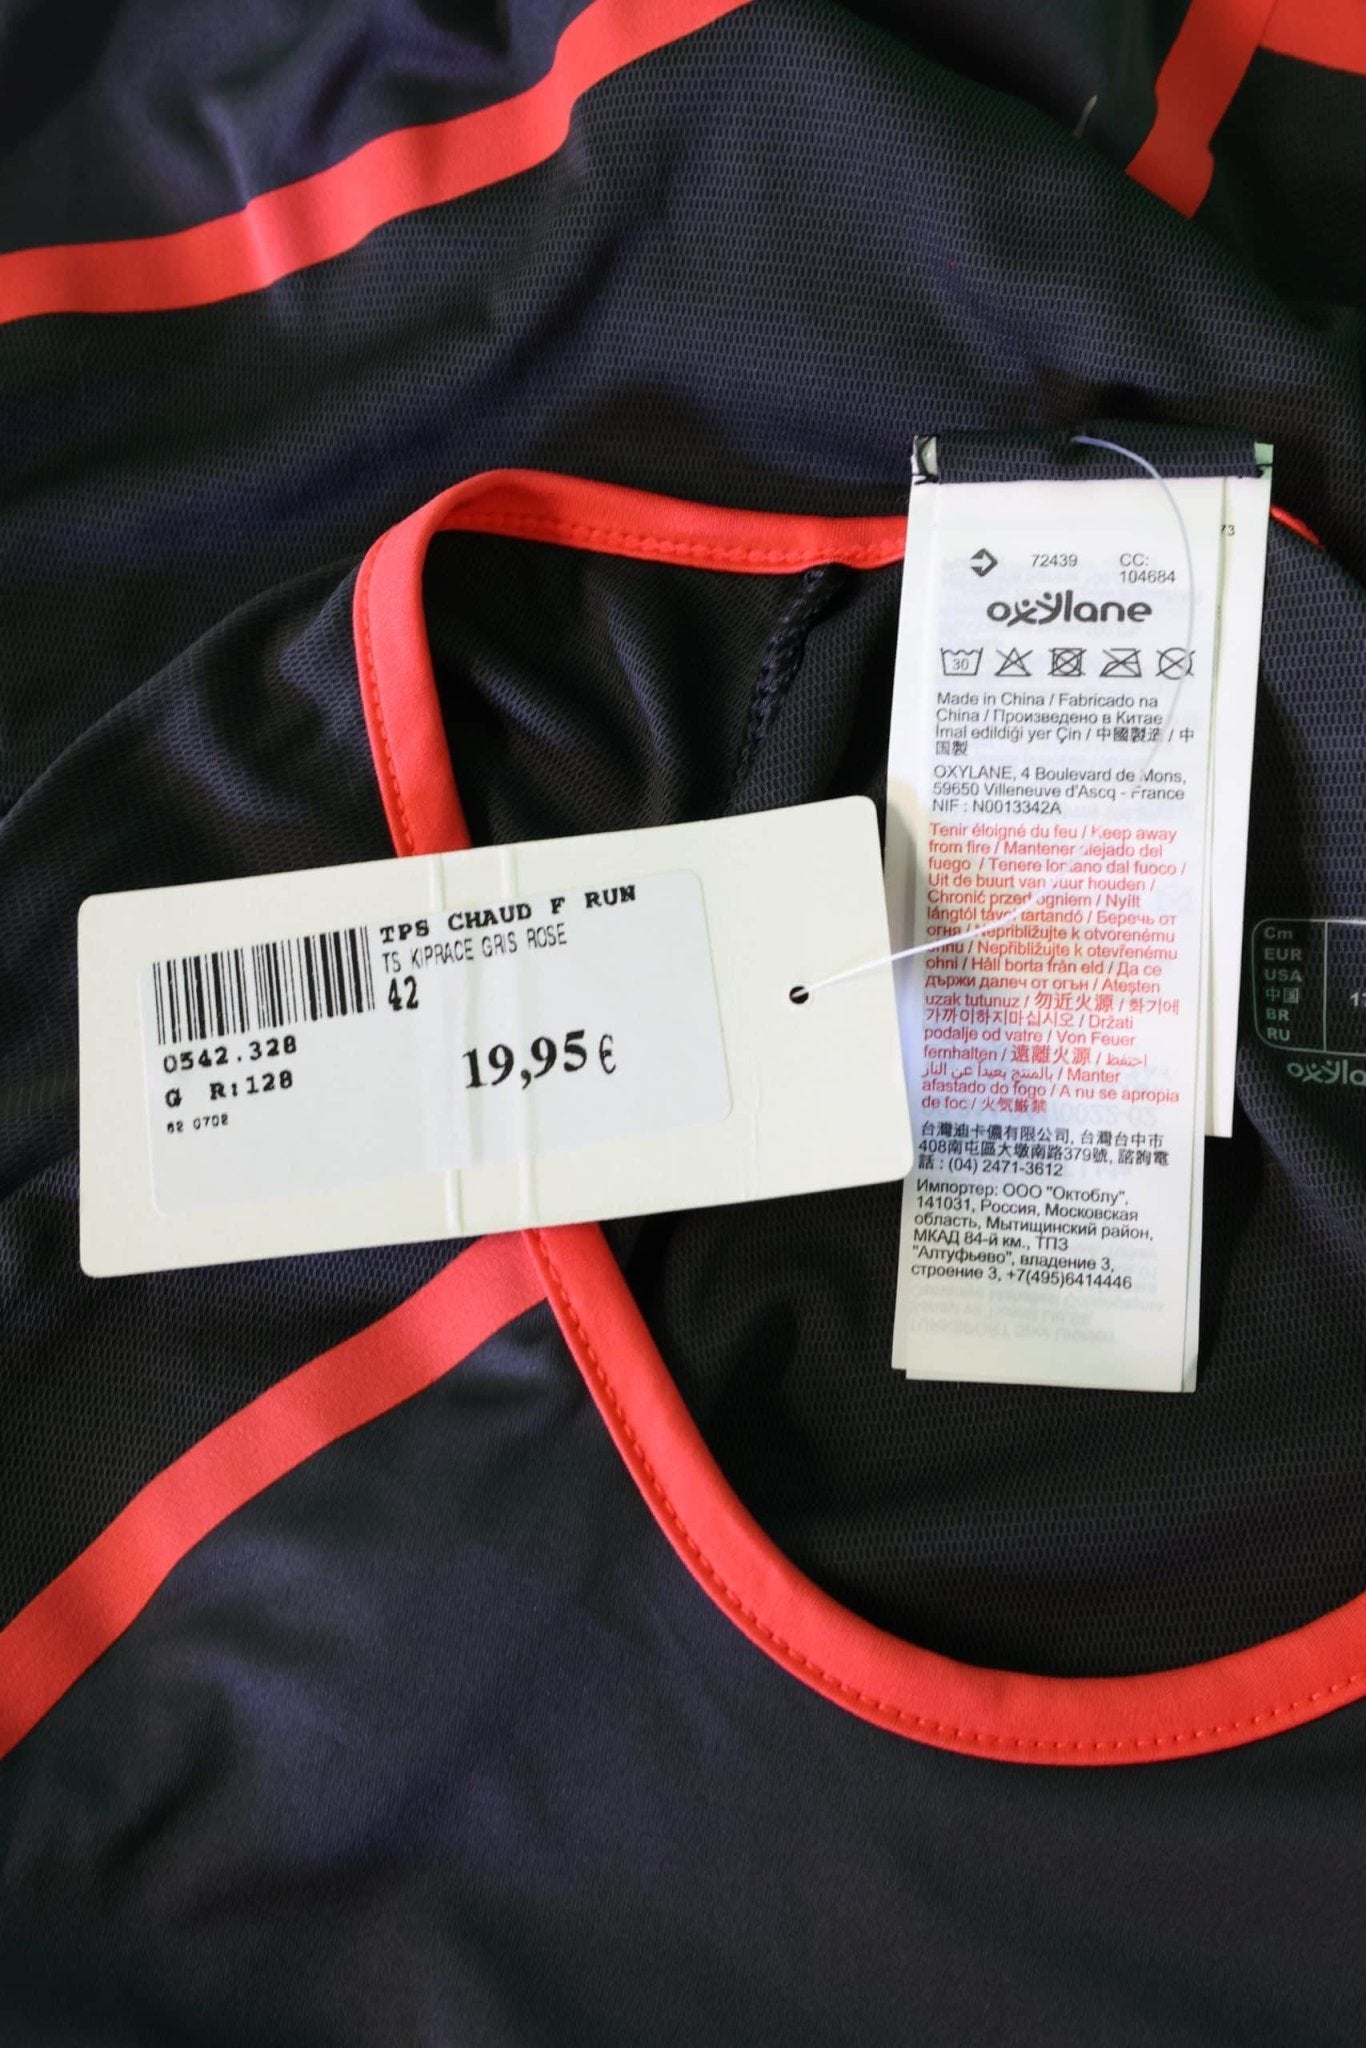 TPS CHAUD F RUN
TS KIPRACE GRIS ROSE
42
0542.328
G R:128
19,95€
62 0702
73
72439 CC:
104684
oxylane
30
Made in China / Fabricado na
China / Произведено в Китае
İmal edildiği yer Çin / 中國製造 / 中
国製
OXYLANE, 4 Boulevard de Mons,
59650 Villeneuve d'Ascq - France
NIF : N0013342A
Tenir éloigné du feu / Keep away
from fire / Mantener alejado del
fuego / Tenere lontano dal fuoco /
Uit de buurt van vuur houden /
Chronić przed ogniem / Nyílt
lángtól távol tartandó / Беречь от
огня / Nepribližujte k otvorenému
ohnu / Nepřibližujte k otevřenému
ohni / Håll borta från eld / Да се
държи далеч от огън / Ateşten
uzak tutunuz / 勿近火源 / 화기에
가까이하지마십시오 / Držati
podalje od vatre / Von Feuer
fernhalten / 遠離火源 / احتفظ
بالمنتج بعيداً عن النار / Manter
afastado do fogo / A nu se apropia
de foc / 火気厳禁
台灣迪卡儂有限公司, 台灣台中市
408南屯區大墩南路379號, 諮詢電
話 : (04) 2471-3612
Импортер: ООО "Октоблу",
141031, Россия, Московская
область, Мытищинский район,
МКАД 84-й км., ТПЗ
"Алтуфьево", владение 3,
строение 3, +7(495)6414446
Cm
EUR
USA
中国
BR
RU
17
oxyla